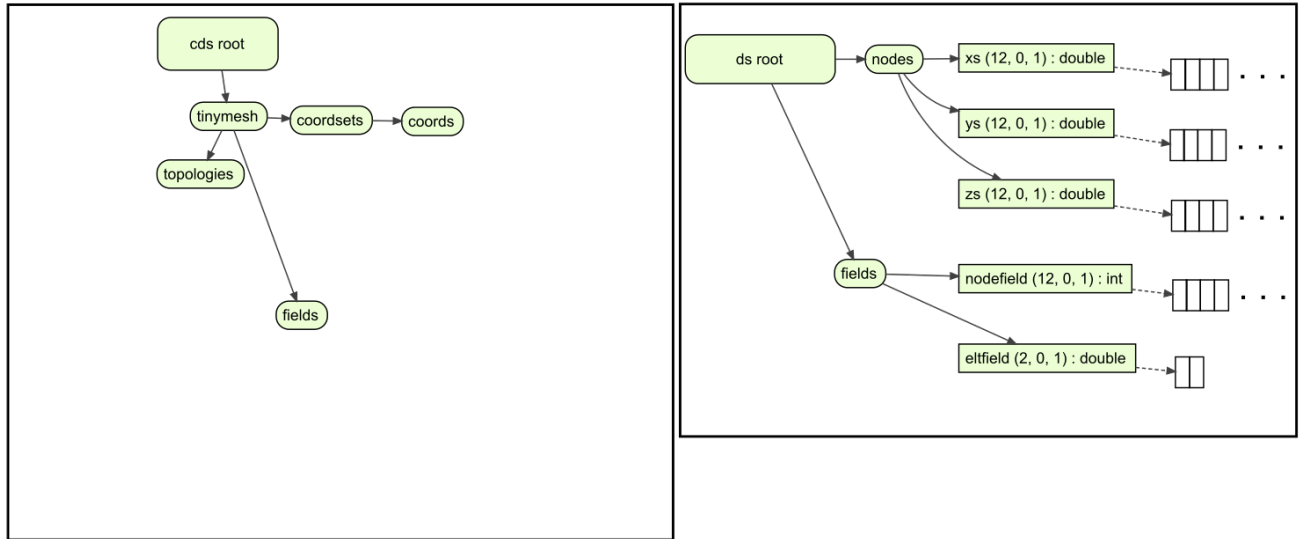 cds root
tinymesh
coordsets
coords
topologies
fields
ds root
nodes
xs (12, 0, 1) : double
ys (12, 0, 1) : double
zs (12, 0, 1) : double
fields
nodefield (12, 0, 1) : int
eltfield (2, 0, 1) : double